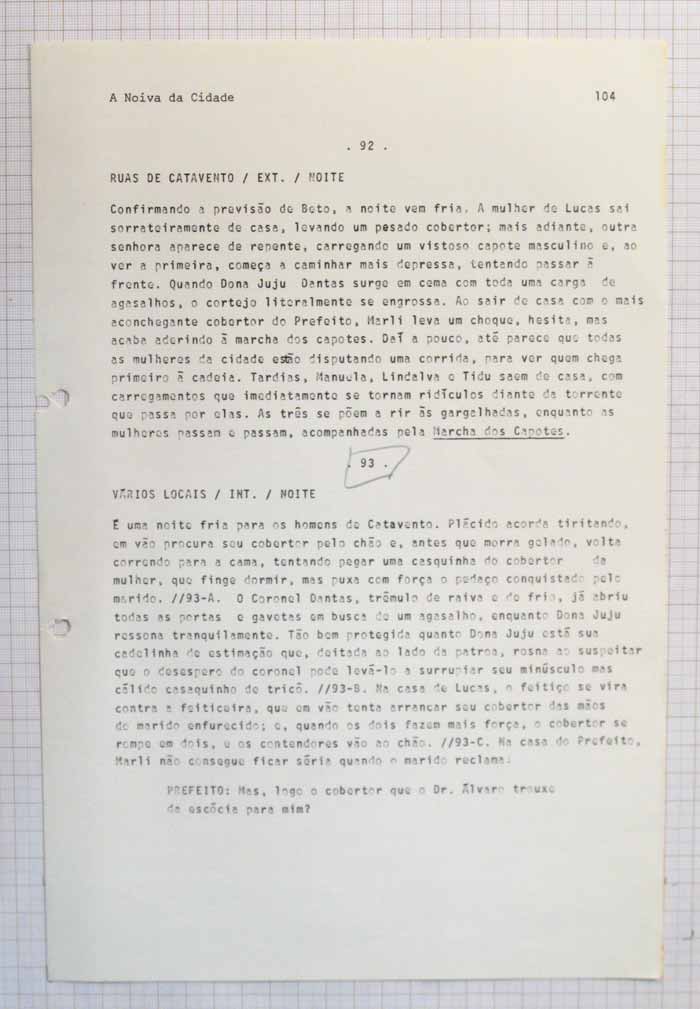 A Noiva da Cidade 104
. 92 .
RUAS DE CATAVENTO / EXT. / NOITE
Confirmando a previsão de Beto, a noite vem fria. A mulher de Lucas sai
sorrateiramente de casa, levando um pesado cobertor; mais adiante, outra
senhora aparece de repente, carregando um vistoso capote masculino e, ao
ver a primeira, começa a caminhar mais depressa, tentando passar ã
frente. Quando Dona Juju Dantas surge em cema com toda uma carga de
agasalhos, o cortejo literalmente se engrossa. Ao sair de casa com o mais
aconchegante cobertor do Prefeito, Marli leva um choque, hesita, mas
acaba aderindo ã marcha dos capotes. Daí a pouco, até parece que todas
as mulheres da cidade estão disputando uma corrida, para ver quem chega
primeiro ã cadeia. Tardias, Manuela, Lindalva e Tidu saem de casa, com
carregamentos que imediatamente se tornam ridículos diante da torrente
que passa por elas. As três se põem a rir ãs gargalhadas, enquanto as
mulheres passam e passam, acompanhadas pela Marcha dos Capotes.
. 93 .
VÁRIOS LOCAIS / INT. / NOITE
É uma noite fria para os homens de Catavento. Plácido acorda tiritando,
em vão procura seu cobertor pelo chão e, antes que morra gelado, volta
correndo para a cama, tentando pegar uma casquinha do cobertor da
mulher, que finge dormir, mas puxa com força o pedaço conquistado pelo
marido. //93-A. O Coronel Dantas, trêmulo de raiva e de frio, já abriu
todas as portas e gavetas em busca de um agasalho, enquanto Dona Juju
ressona tranquilamente. Tão bem protegida quanto Dona Juju está sua
cadelinha de estimação que, deitada ao lado da patroa, rosna ao suspeitar
que o desespero do coronel pode levá-lo a surrupiar seu minúsculo mas
cálido casaquinho de tricô. //93-B. Na casa de Lucas, o feitiço se vira
contra a feiticeira, que em vão tenta arrancar seu cobertor das mãos
do marido enfurecido; e, quando os dois fazem mais força, o cobertor se
rompe em dois, e os contendores vão ao chão. //93-C. Na casa do Prefeito,
Marli não consegue ficar séria quando o marido reclama:
PREFEITO: Mas, logo o cobertor que o Dr. Álvaro trouxe
da escócia para mim?